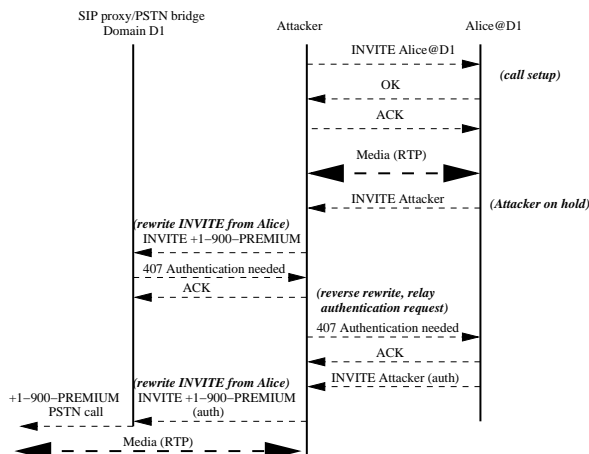 SIP proxy/PSTN bridge
Domain D1
Attacker
Alice@D1
INVITE Alice@D1
(call setup)
OK
ACK
Media (RTP)
INVITE Attacker
(Attacker on hold)
(rewrite INVITE from Alice)
INVITE +1−900−PREMIUM
407 Authentication needed
ACK
(reverse rewrite, relay
authentication request)
407 Authentication needed
ACK
INVITE Attacker (auth)
(rewrite INVITE from Alice)
INVITE +1−900−PREMIUM
(auth)
+1−900−PREMIUM
PSTN call
Media (RTP)